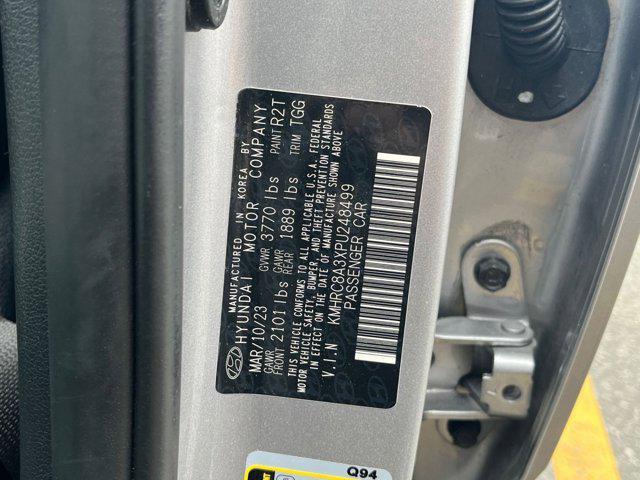 MANUFACTURED IN KOREA BY
HYUNDAI MOTOR COMPANY
MAR/10/23 GVWR 3770 lbs PAINT R2T
GAWR FRONT 2101 lbs GAWR REAR 1889 lbs TRIM TGG
THIS VEHICLE CONFORMS TO ALL APPLICABLE U.S.A. FEDERAL
MOTOR VEHICLE SAFETY, BUMPER, AND THEFT PREVENTION STANDARDS
IN EFFECT ON THE DATE OF MANUFACTURE SHOWN ABOVE
V.I.N KMHRC8A3XPU248499
PASSENGER CAR
Q94